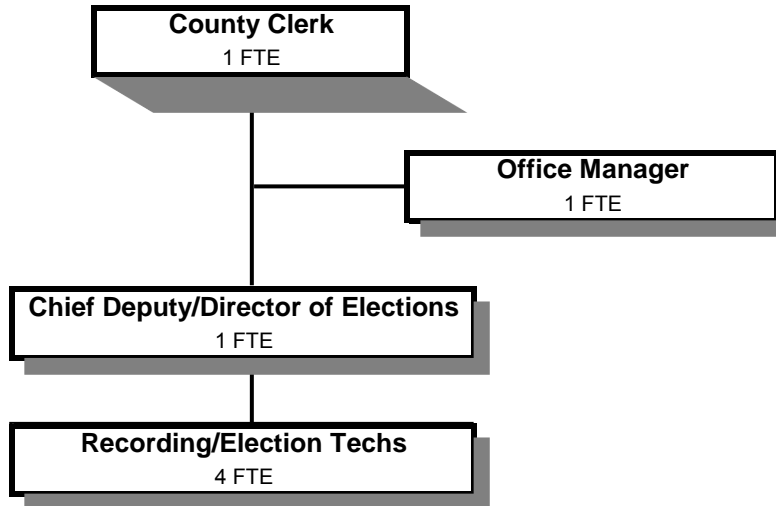 County Clerk
1 FTE
Office Manager
1 FTE
Chief Deputy/Director of Elections
1 FTE
Recording/Election Techs
4 FTE